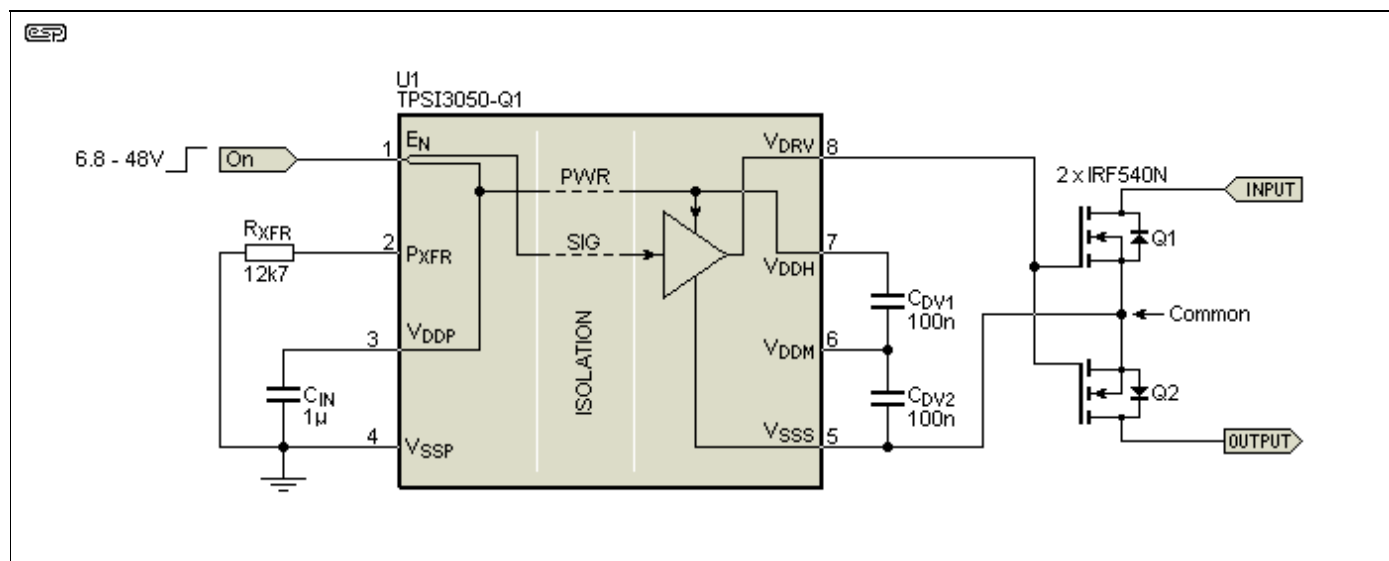 esp
U1
TPSI3050-Q1
6.8 - 48V
On
1
EN
VDRV
8
2 x IRF540N
INPUT
PWR
RXFR
12k7
2
PXFR
SIG
7
VDDH
Q1
CDV1
100n
Common
3
VDDP
ISOLATION
VDDM
6
CIN
1µ
CDV2
100n
Q2
4
VSSP
VSSS
5
OUTPUT